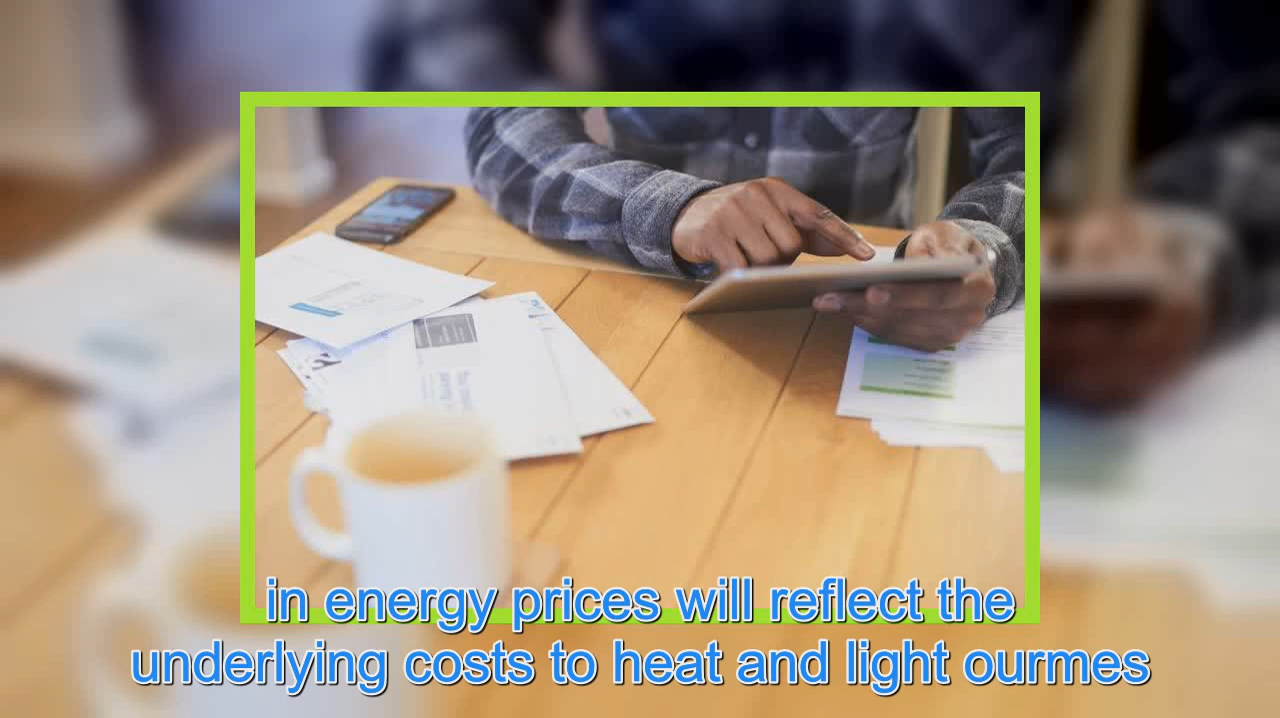 in energy prices will reflect the
underlying costs to heat and light ourmes